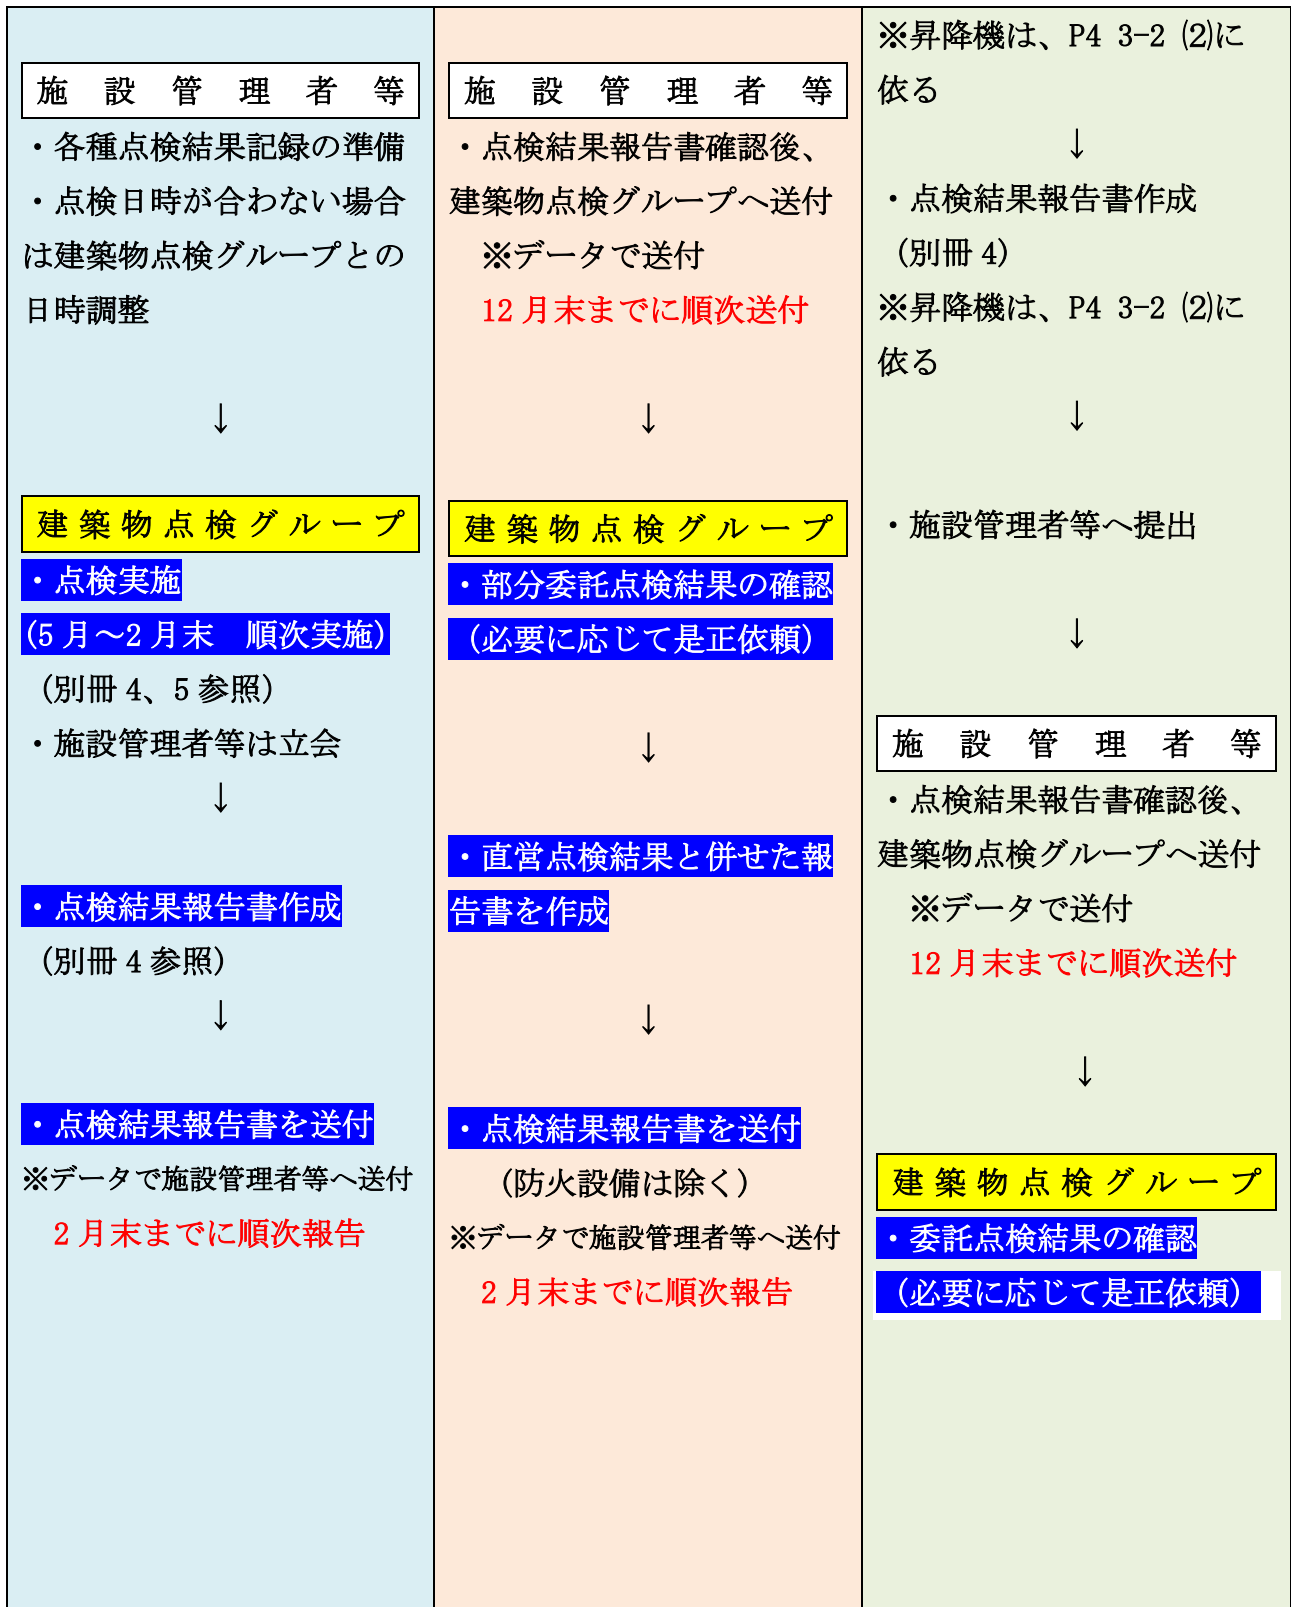 施設管理者等
・各種点検結果記録の準備
・点検日時が合わない場合
は建築物点検グループとの
日時調整
↓
建築物点検グループ
・点検実施
(5月～2月末　順次実施)
（別冊4、5参照）
・施設管理者等は立会
↓
・点検結果報告書作成
（別冊4参照）
↓
・点検結果報告書を送付
※データで施設管理者等へ送付
2月末までに順次報告
施設管理者等
・点検結果報告書確認後、
建築物点検グループへ送付
※データで送付
12月末までに順次送付
↓
建築物点検グループ
・部分委託点検結果の確認
（必要に応じて是正依頼）
↓
・直営点検結果と併せた報
告書を作成
↓
・点検結果報告書を送付
（防火設備は除く）
※データで施設管理者等へ送付
2月末までに順次報告
※昇降機は、P4 3-2 ⑵に
依る
↓
・点検結果報告書作成
（別冊4）
※昇降機は、P4 3-2 ⑵に
依る
↓
・施設管理者等へ提出
↓
施設管理者等
・点検結果報告書確認後、
建築物点検グループへ送付
※データで送付
12月末までに順次送付
↓
建築物点検グループ
・委託点検結果の確認
（必要に応じて是正依頼）